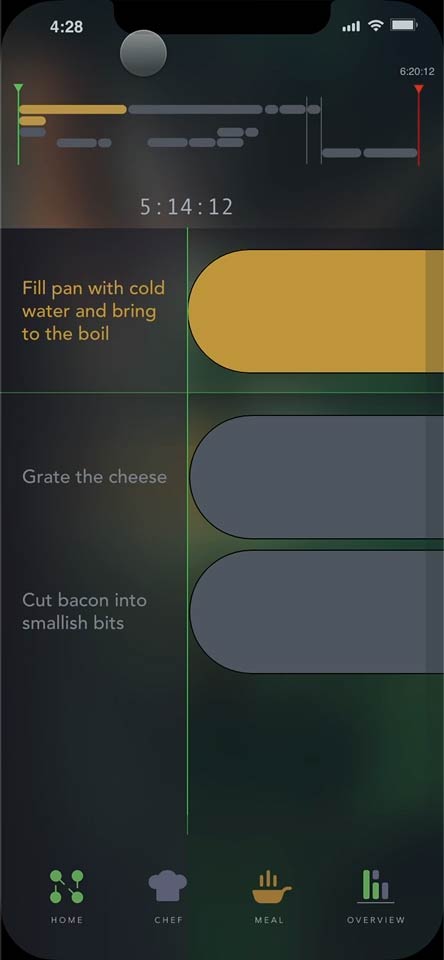 4:28
6:20:12
5:14:12
Fill pan with cold
water and bring
to the boil
Grate the cheese
Cut bacon into
smallish bits
HOME
CHEF
MEAL
OVERVIEW